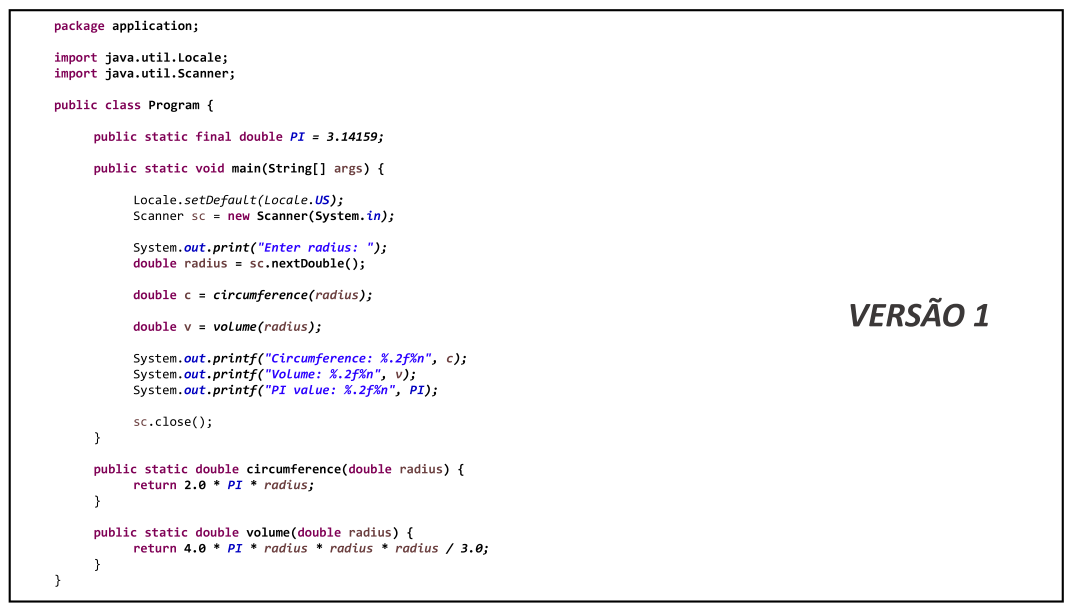 package application;
import java.util.Locale;
import java.util.Scanner;
public class Program {
public static final double PI = 3.14159;
public static void main(String[] args) {
Locale.setDefault(Locale.US);
Scanner sc = new Scanner(System.in);
System.out.print("Enter radius: ");
double radius = sc.nextDouble();
double c = circumference(radius);
double v = volume(radius);
System.out.printf("Circumference: %.2f%n", c);
System.out.printf("Volume: %.2f%n", v);
System.out.printf("PI value: %.2f%n", PI);
sc.close();
}
public static double circumference(double radius) {
return 2.0 * PI * radius;
}
public static double volume(double radius) {
return 4.0 * PI * radius * radius * radius / 3.0;
}
}
VERSÃO 1